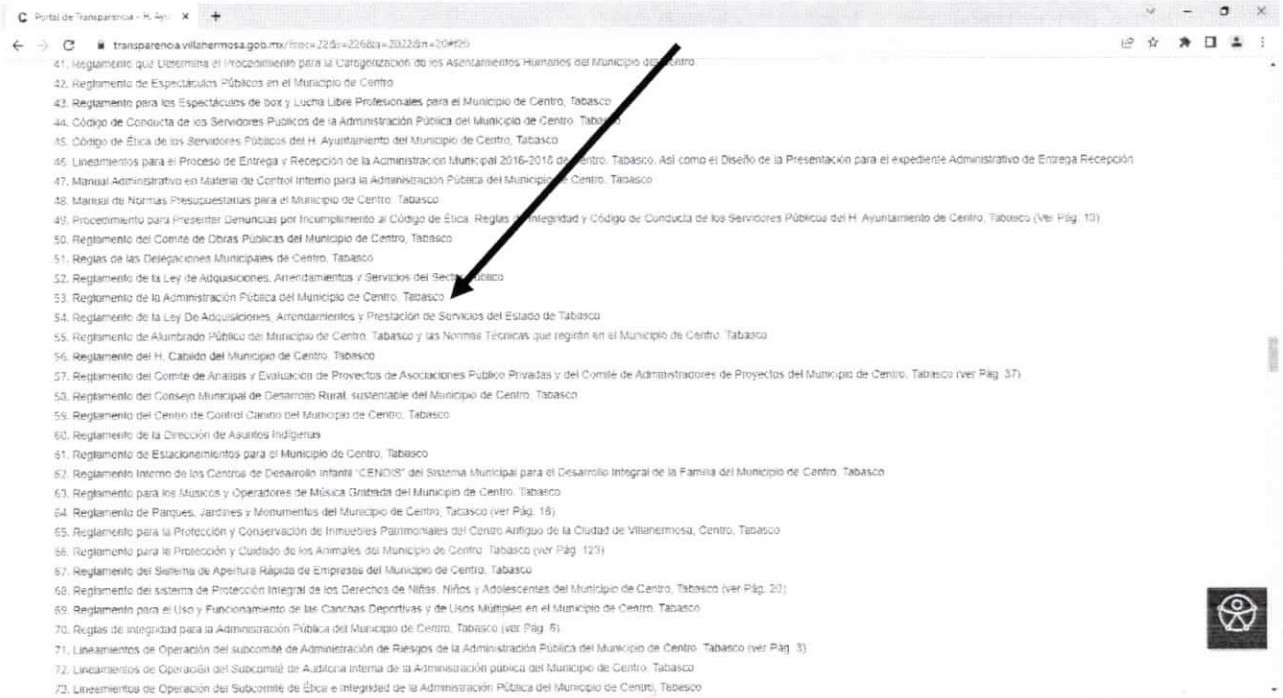 Portal de Transparencia - H. Ayu
transparencia.villahermosa.gob.mx/
41. Reglamento que Determina el Procedimiento para la Categorización de los Asentamientos Humanos del Municipio del Centro
42. Reglamento de Espectáculos Públicos en el Municipio de Centro
43. Reglamento para los Espectáculos de box y Lucha Libre Profesionales para el Municipio de Centro, Tabasco
44. Código de Conducta de los Servidores Públicos de la Administración Pública del Municipio de Centro, Tabasco
45. Código de Ética de los Servidores Públicos del H. Ayuntamiento del Municipio de Centro, Tabasco
46. Lineamientos para el Proceso de Entrega y Recepción de la Administración Municipal 2016-2018 de Centro, Tabasco. Así como el Diseño de la Presentación para el expediente Administrativo de Entrega Recepción
47. Manual Administrativo en Materia de Control Interno para la Administración Pública del Municipio de Centro, Tabasco
48. Manual de Normas Presupuestarias para el Municipio de Centro, Tabasco
49. Procedimiento para Presenter Denuncias por Incumplimiento al Código de Ética, Reglas de Integridad y Código de Conducta de los Servidores Públicos del H. Ayuntamiento de Centro, Tabasco (Ver Pág. 13)
50. Reglamento del Comité de Obras Públicas del Municipio de Centro, Tabasco
51. Reglas de las Delegaciones Municipales de Centro, Tabasco
52. Reglamento de la Ley de Adquisiciones, Arrendamientos y Servicios del Sector Público
53. Reglamento de la Administración Pública del Municipio de Centro, Tabasco
54. Reglamento de la Ley De Adquisiciones, Arrendamientos y Prestación de Servicios del Estado de Tabasco
55. Reglamento de Alumbrado Público del Municipio de Centro, Tabasco y las Normas Técnicas que regirán en el Municipio de Centro, Tabasco
56. Reglamento del H. Cabildo del Municipio de Centro, Tabasco
57. Reglamento del Comité de Analisis y Evaluación de Proyectos de Asociaciones Público Privadas y del Comité de Administradores de Proyectos del Municipio de Centro, Tabasco (ver Pág. 37)
58. Reglamento del Consejo Municipal de Desarrollo Rural, sustentable del Municipio de Centro, Tabasco
59. Reglamento del Centro de Control Canino del Municipio de Centro, Tabasco
60. Reglamento de la Dirección de Asuntos Indígenas
61. Reglamento de Estacionamientos para el Municipio de Centro, Tabasco
62. Reglamento Interno de los Centros de Desarrollo Infantil "CENDIS" del Sistema Municipal para el Desarrollo Integral de la Familia del Municipio de Centro, Tabasco
63. Reglamento para los Músicos y Operadores de Música Grabada del Municipio de Centro, Tabasco
64. Reglamento de Parques, Jardines y Monumentos del Municipio de Centro, Tabasco (ver Pág. 18)
65. Reglamento para la Protección y Conservación de Inmuebles Patrimoniales del Centro Antiguo de la Ciudad de Villahermosa, Centro, Tabasco
66. Reglamento para la Protección y Cuidado de los Animales del Municipio de Centro, Tabasco (ver Pág. 123)
67. Reglamento del Sistema de Apertura Rápida de Empresas del Municipio de Centro, Tabasco
68. Reglamento del sistema de Protección Integral de los Derechos de Niñas, Niños y Adolescentes del Municipio de Centro, Tabasco (ver Pág. 20)
69. Reglamento para el Uso y Funcionamiento de las Canchas Deportivas y de Usos Múltiples en el Municipio de Centro, Tabasco
70. Reglas de integridad para la Administración Pública del Municipio de Centro, Tabasco (ver Pág. 6)
71. Lineamientos de Operación del subcomité de Administración de Riesgos de la Administración Pública del Municipio de Centro, Tabasco (ver Pág. 3)
72. Lineamientos de Operación del Subcomité de Auditoria Interna de la Administración pública del Municipio de Centro, Tabasco
73. Lineamientos de Operación del Subcomité de Ética e Integridad de la Administración Pública del Municipio de Centro, Tabasco